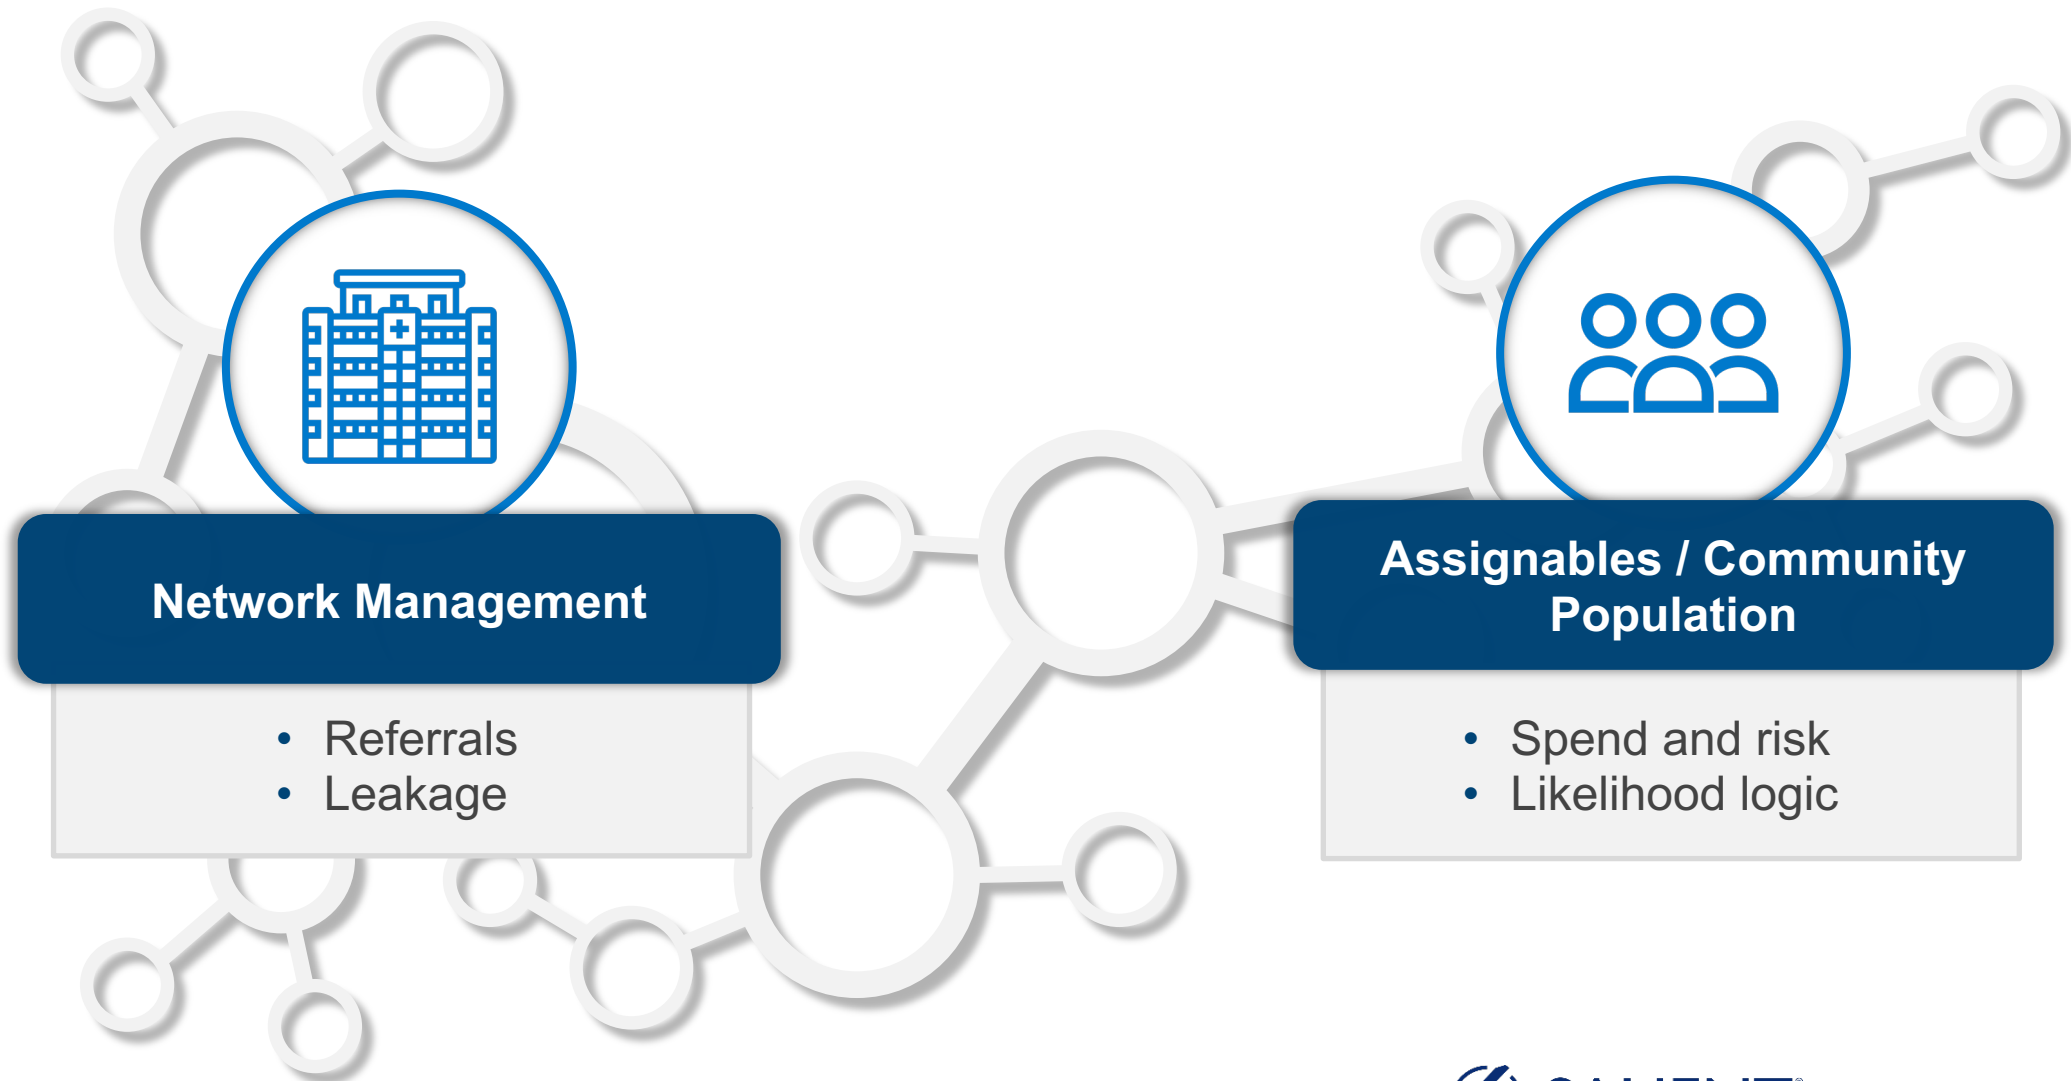 Network Management
• Referrals
• Leakage
Assignables / Community
Population
• Spend and risk
• Likelihood logic